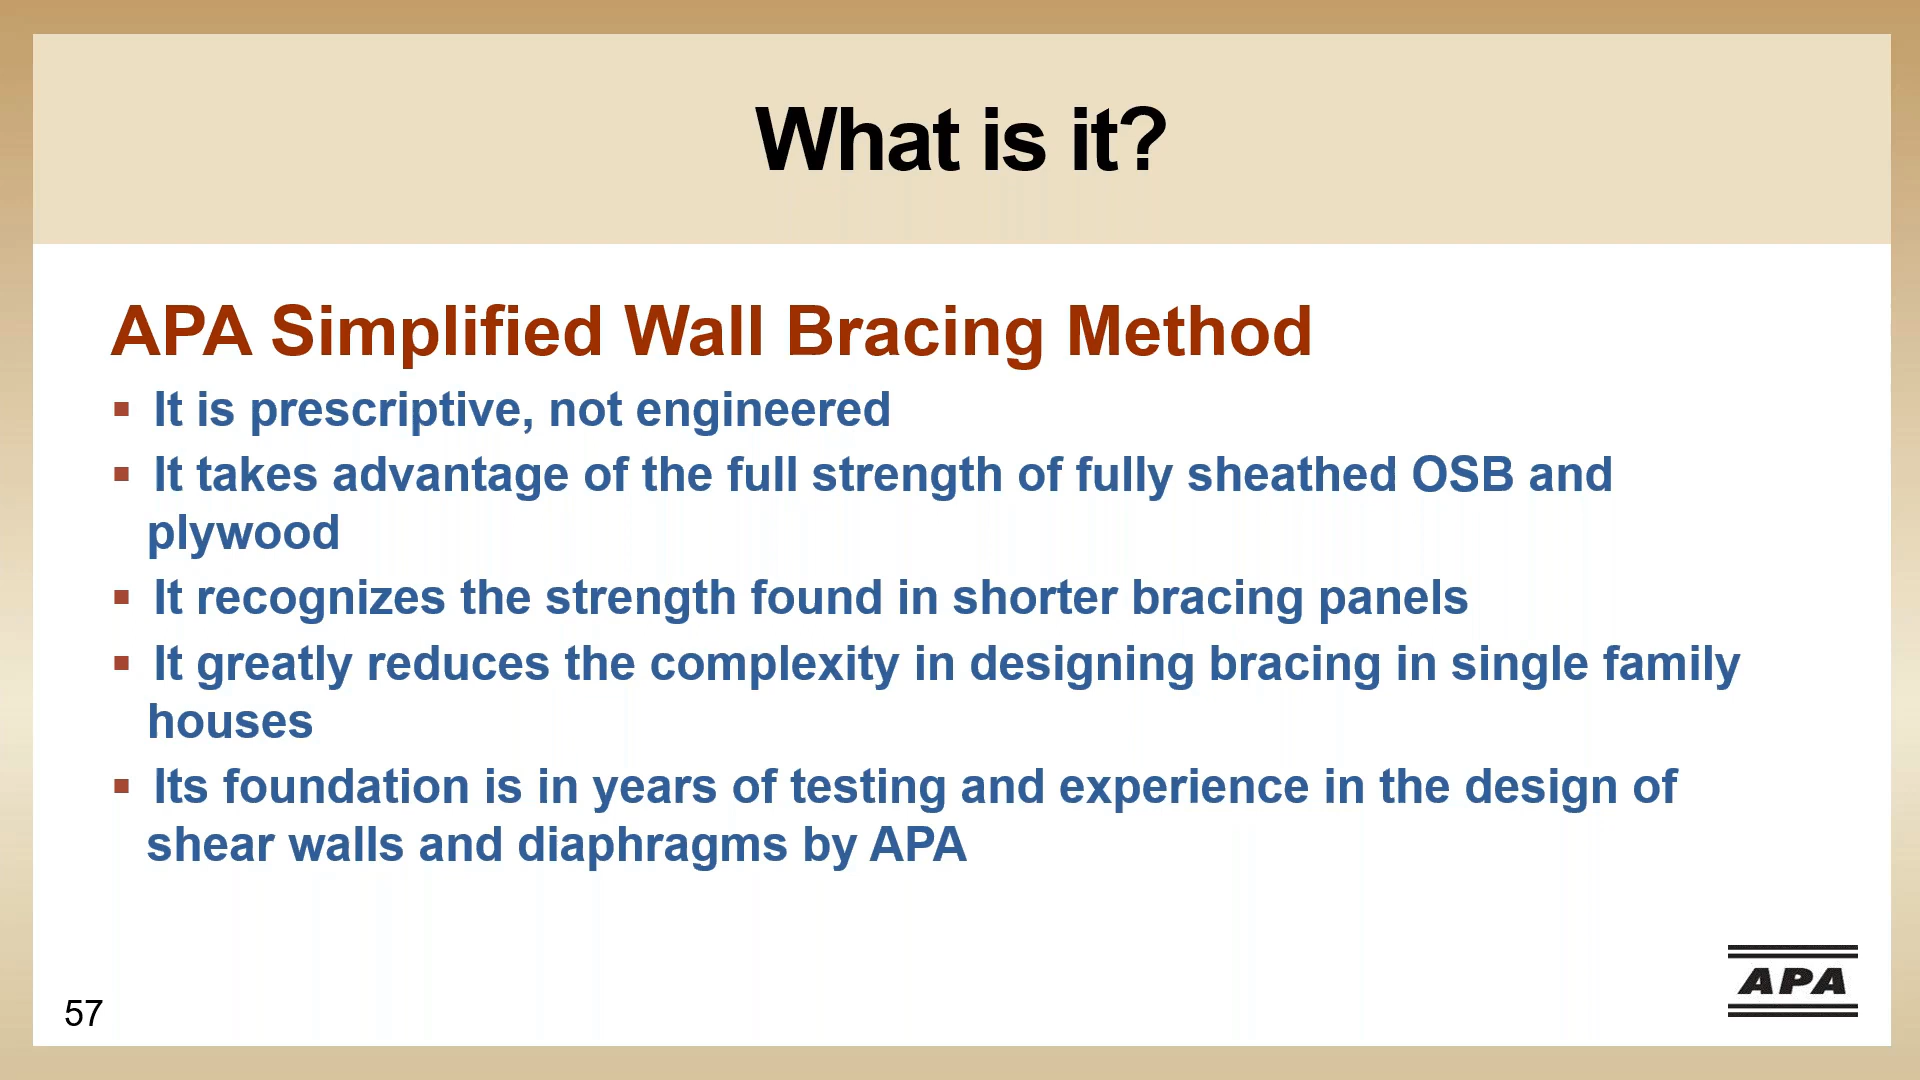 What is it?
APA Simplified Wall Bracing Method
▪ It is prescriptive, not engineered
▪ It takes advantage of the full strength of fully sheathed OSB and
plywood
▪ It recognizes the strength found in shorter bracing panels
▪ It greatly reduces the complexity in designing bracing in single family
houses
▪ Its foundation is in years of testing and experience in the design of
shear walls and diaphragms by APA
APA
57